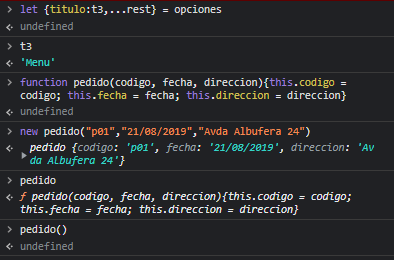 let {titulo:t3,...rest} = opciones
undefined
t3
'Menu'
function pedido(codigo, fecha, direccion){this.codigo =
codigo; this.fecha = fecha; this.direccion = direccion}
undefined
new pedido("p01","21/08/2019","Avda Albufera 24")
pedido {codigo: 'p01', fecha: '21/08/2019', direccion: 'Av
da Albufera 24'}
pedido
ƒ pedido(codigo, fecha, direccion){this.codigo = codigo;
this.fecha = fecha; this.direccion = direccion}
pedido()
undefined